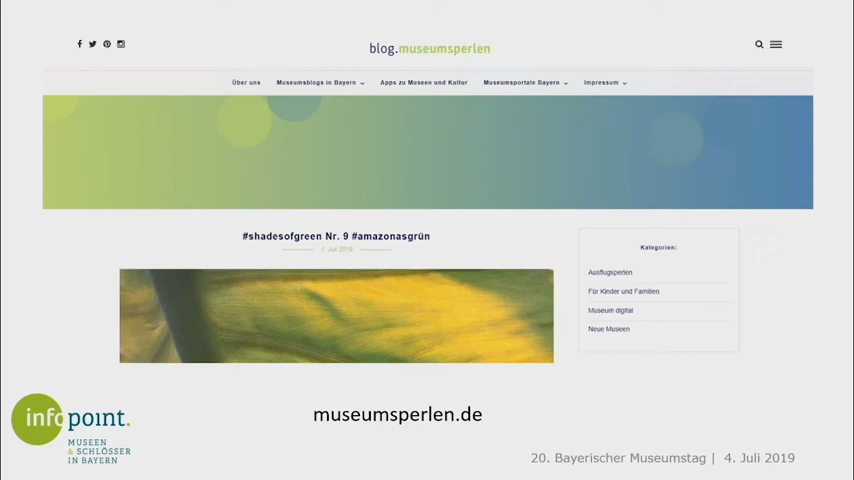 blog.museumsperlen
Über uns Museumsblogs in Bayern Apps zu Museen und Kultur Museumsportale Bayern Impressum
#shadesofgreen Nr. 9 #amazonasgrün
7. Juli 2019
Kategorien:
Ausflugsperlen
Für Kinder und Familien
Museum digital
Neue Museen
museumsperlen.de
infopoint.
MUSEEN
& SCHLÖSSER
IN BAYERN
20. Bayerischer Museumstag | 4. Juli 2019